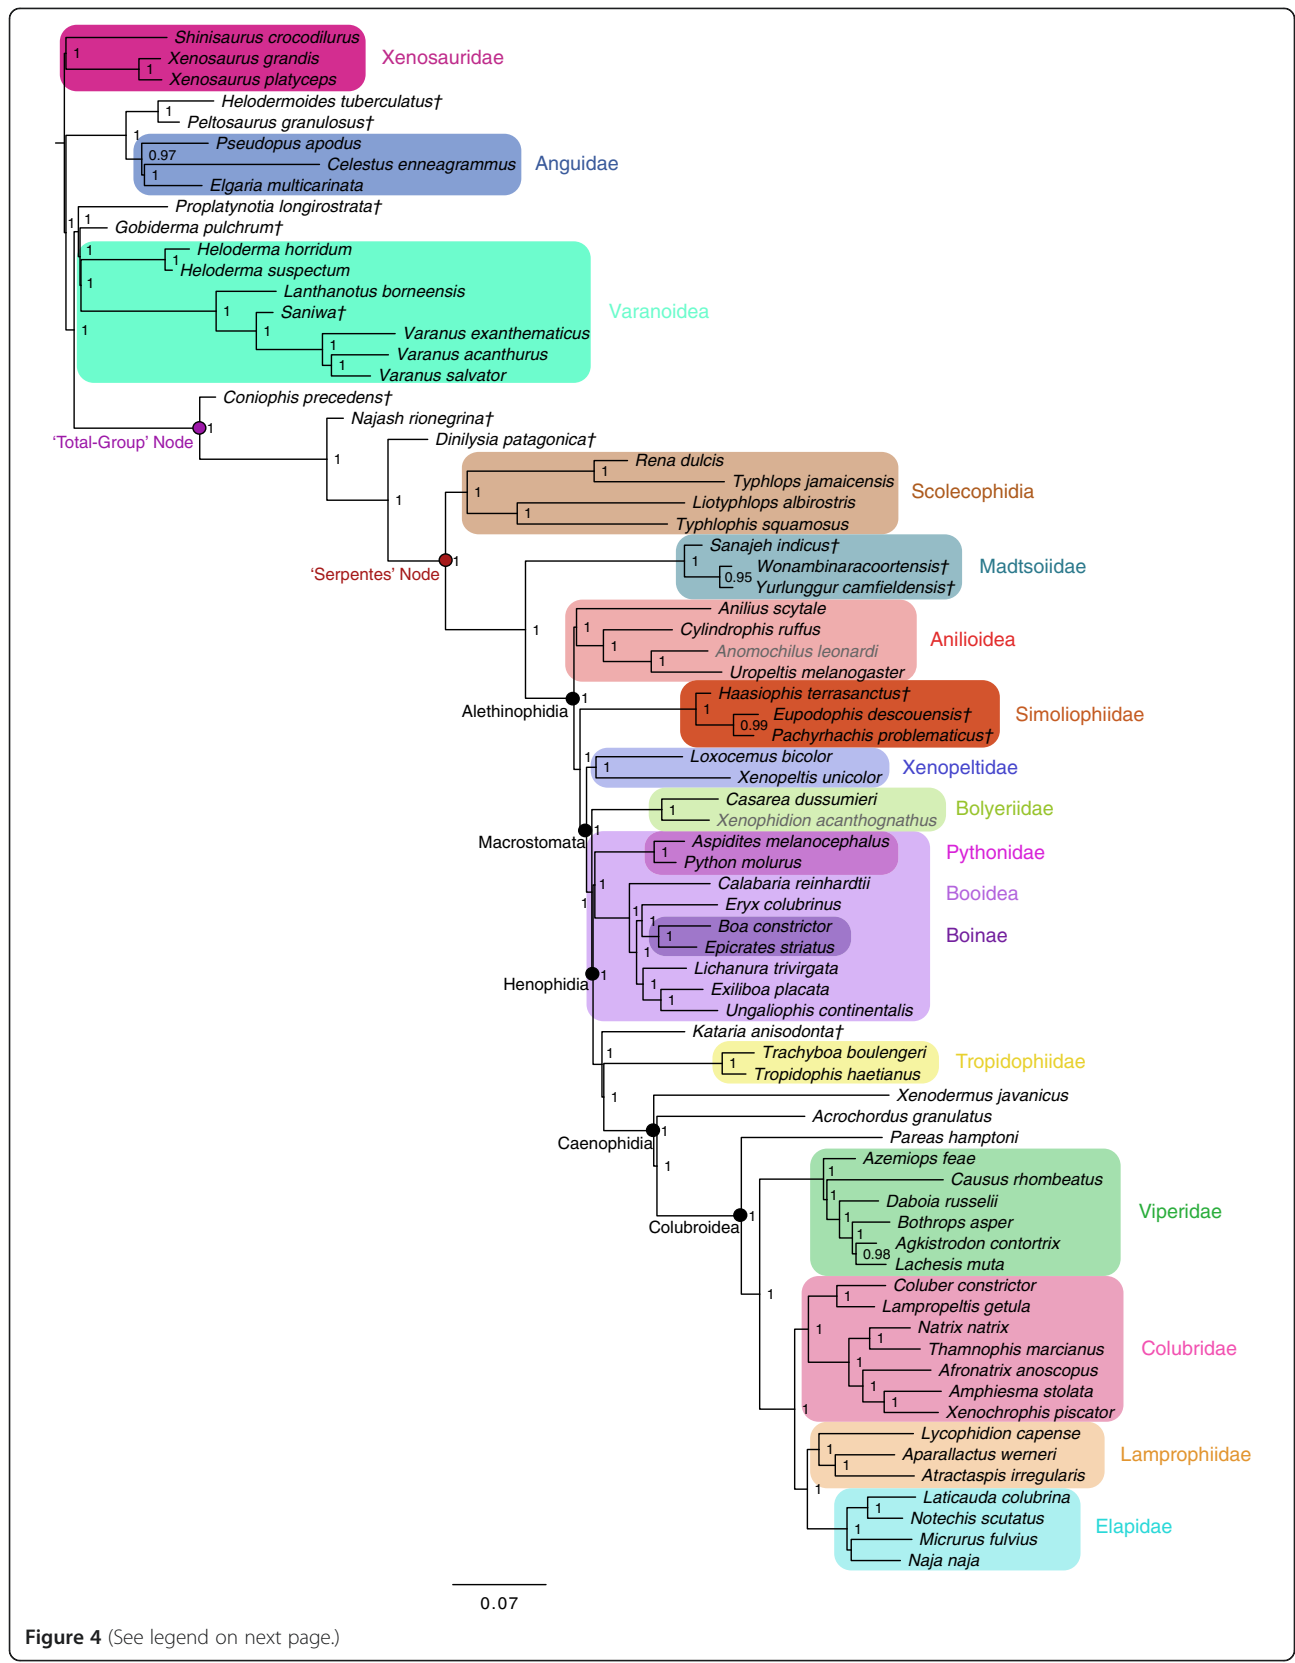 Shinisaurus crocodilurus
1
Xenosaurus grandis
Xenosauridae
1
Xenosaurus platyceps
Helodermoides tuberculatus†
1
Peltosaurus granulosus†
1
Pseudopus apodus
0.97
Celestus enneagrammus
Anguidae
1
Elgaria multicarinata
Proplatynotia longirostrata†
1
1
Gobiderma pulchrum†
1
Heloderma horridum
1
Heloderma suspectum
1
Lanthanotus borneensis
1
Saniwa†
Varanoidea
1
1
Varanus exanthematicus
1
Varanus acanthurus
1
Varanus salvator
Coniophis precedens†
1
Najash rionegrina†
'Total-Group' Node
Dinilysia patagonica†
1
Rena dulcis
1
Typhlops jamaicensis
1
Scolecophidia
1
Liotyphlops albirostris
1
Typhlophis squamosus
Sanajeh indicus†
1
'Serpentes' Node
1
Wonambinaracoortensis†
Madtsoiidae
0.95
Yurlunggur camfieldensis†
Anilius scytale
1
1
Cylindrophis ruffus
Anilioidea
1
Anomochilus leonardi
1
Uropeltis melanogaster
Haasiophis terrasanctus†
1
Alethinophidia
1
Eupodophis descouensis†
Simoliophiidae
0.99
Pachyrhachis problematicus†
1
Loxocemus bicolor
1
Xenopeltidae
Xenopeltis unicolor
Casarea dussumieri
1
Bolyeriidae
Xenophidion acanthognathus
Macrostomata
1
Aspidites melanocephalus
1
Pythonidae
Python molurus
1
Calabaria reinhardtii
Booidea
1
Eryx colubrinus
1
1
Boa constrictor
1
Boinae
Epicrates striatus
1
Lichanura trivirgata
Henophidia
1
1
Exiliboa placata
1
Ungaliophis continentalis
Kataria anisodonta†
1
Trachyboa boulengeri
1
Tropidophiidae
Tropidophis haetianus
1
Xenodermus javanicus
Acrochordus granulatus
Caenophidia
1
Pareas hamptoni
1
Azemiops feae
1
Causus rhombeatus
1
Daboia russelii
Colubroidea
1
1
Bothrops asper
Viperidae
1
Agkistrodon contortrix
0.98
Lachesis muta
1
Coluber constrictor
1
Lampropeltis getula
1
Natrix natrix
1
Thamnophis marcianus
Colubridae
1
Afronatrix anoscopus
1
Amphiesma stolata
1
Xenochrophis piscator
1
Lycophidion capense
1
Aparallactus werneri
Lamprophiidae
1
Atractaspis irregularis
1
Laticauda colubrina
1
Notechis scutatus
Elapidae
1
Micrurus fulvius
Naja naja
0.07
Figure 4 (See legend on next page.)